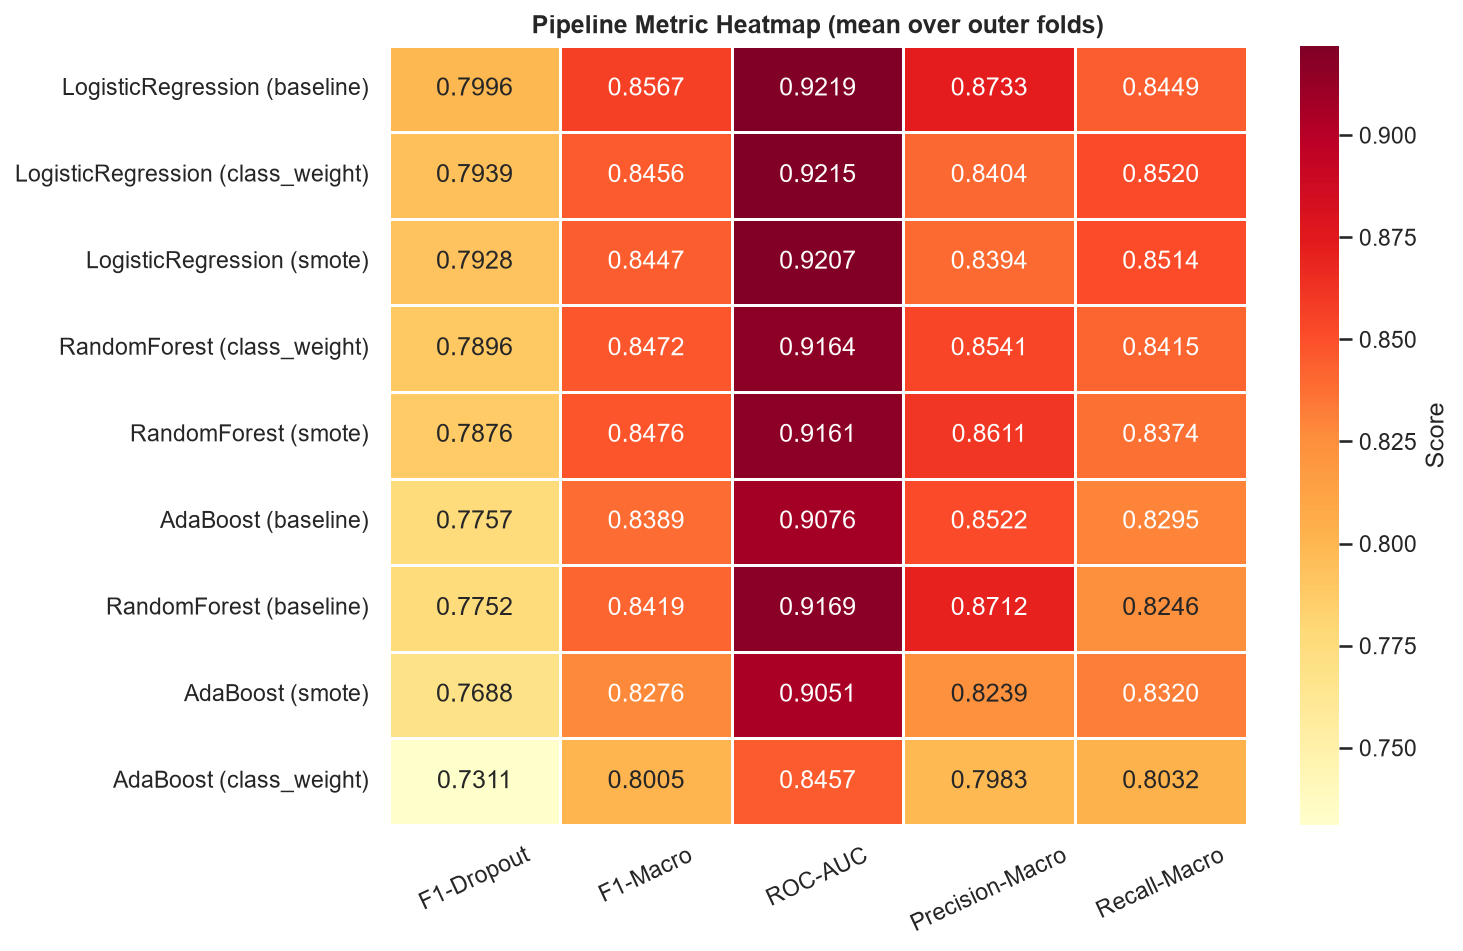 Pipeline Metric Heatmap (mean over outer folds)
LogisticRegression (baseline) 0.7996 0.8567 0.9219 0.8733 0.8449
LogisticRegression (class_weight) 0.7939 0.8456 0.9215 0.8404 0.8520
LogisticRegression (smote) 0.7928 0.8447 0.9207 0.8394 0.8514
RandomForest (class_weight) 0.7896 0.8472 0.9164 0.8541 0.8415
RandomForest (smote) 0.7876 0.8476 0.9161 0.8611 0.8374
AdaBoost (baseline) 0.7757 0.8389 0.9076 0.8522 0.8295
RandomForest (baseline) 0.7752 0.8419 0.9169 0.8712 0.8246
AdaBoost (smote) 0.7688 0.8276 0.9051 0.8239 0.8320
AdaBoost (class_weight) 0.7311 0.8005 0.8457 0.7983 0.8032
F1-Dropout F1-Macro ROC-AUC Precision-Macro Recall-Macro
0.900
0.875
0.850
0.825
0.800
0.775
0.750
Score